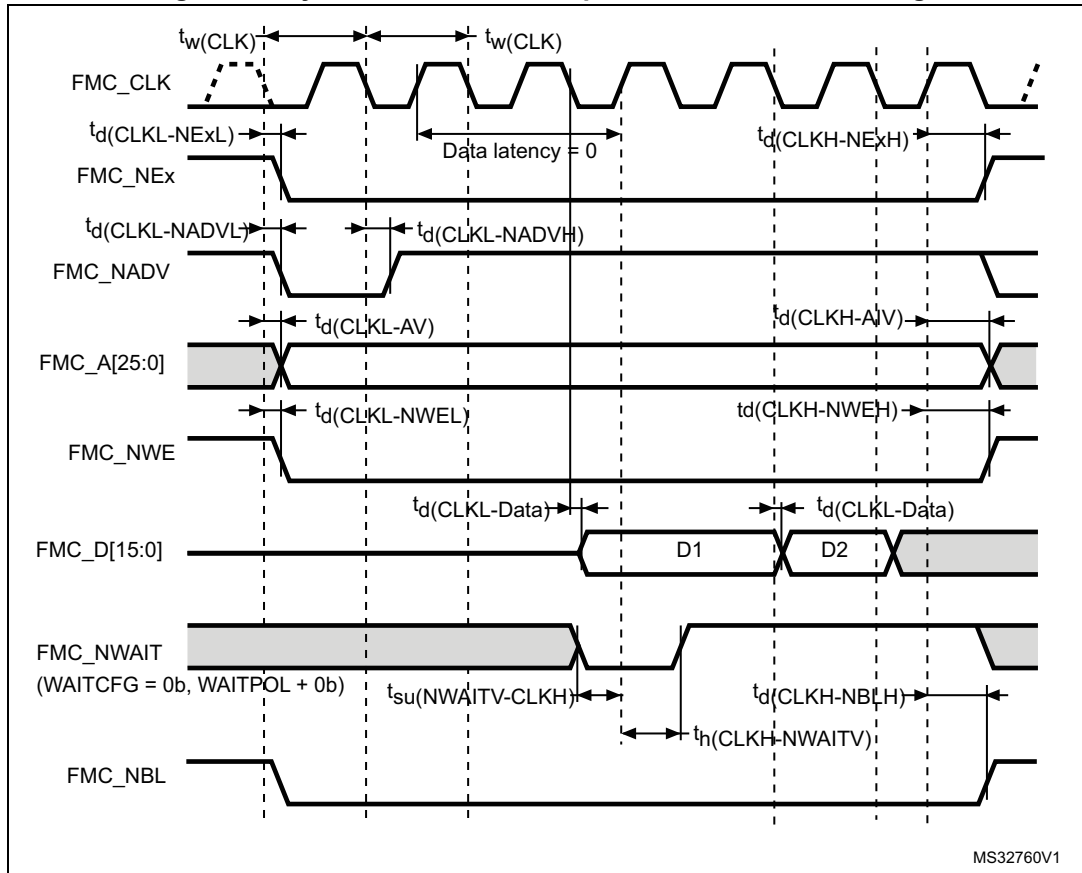 tw(CLK) tw(CLK)
FMC_CLK
td(CLKL-NExL) td(CLKH-NExH)
Data latency = 0
FMC_NEx
td(CLKL-NADVL) td(CLKL-NADVH)
FMC_NADV
td(CLKL-AV) td(CLKH-AIV)
FMC_A[25:0]
td(CLKL-NWEL) td(CLKH-NWEH)
FMC_NWE
td(CLKL-Data) td(CLKL-Data)
FMC_D[15:0] D1 D2
FMC_NWAIT
(WAITCFG = 0b, WAITPOL + 0b)
tsu(NWAITV-CLKH) td(CLKH-NBLH)
th(CLKH-NWAITV)
FMC_NBL
MS32760V1